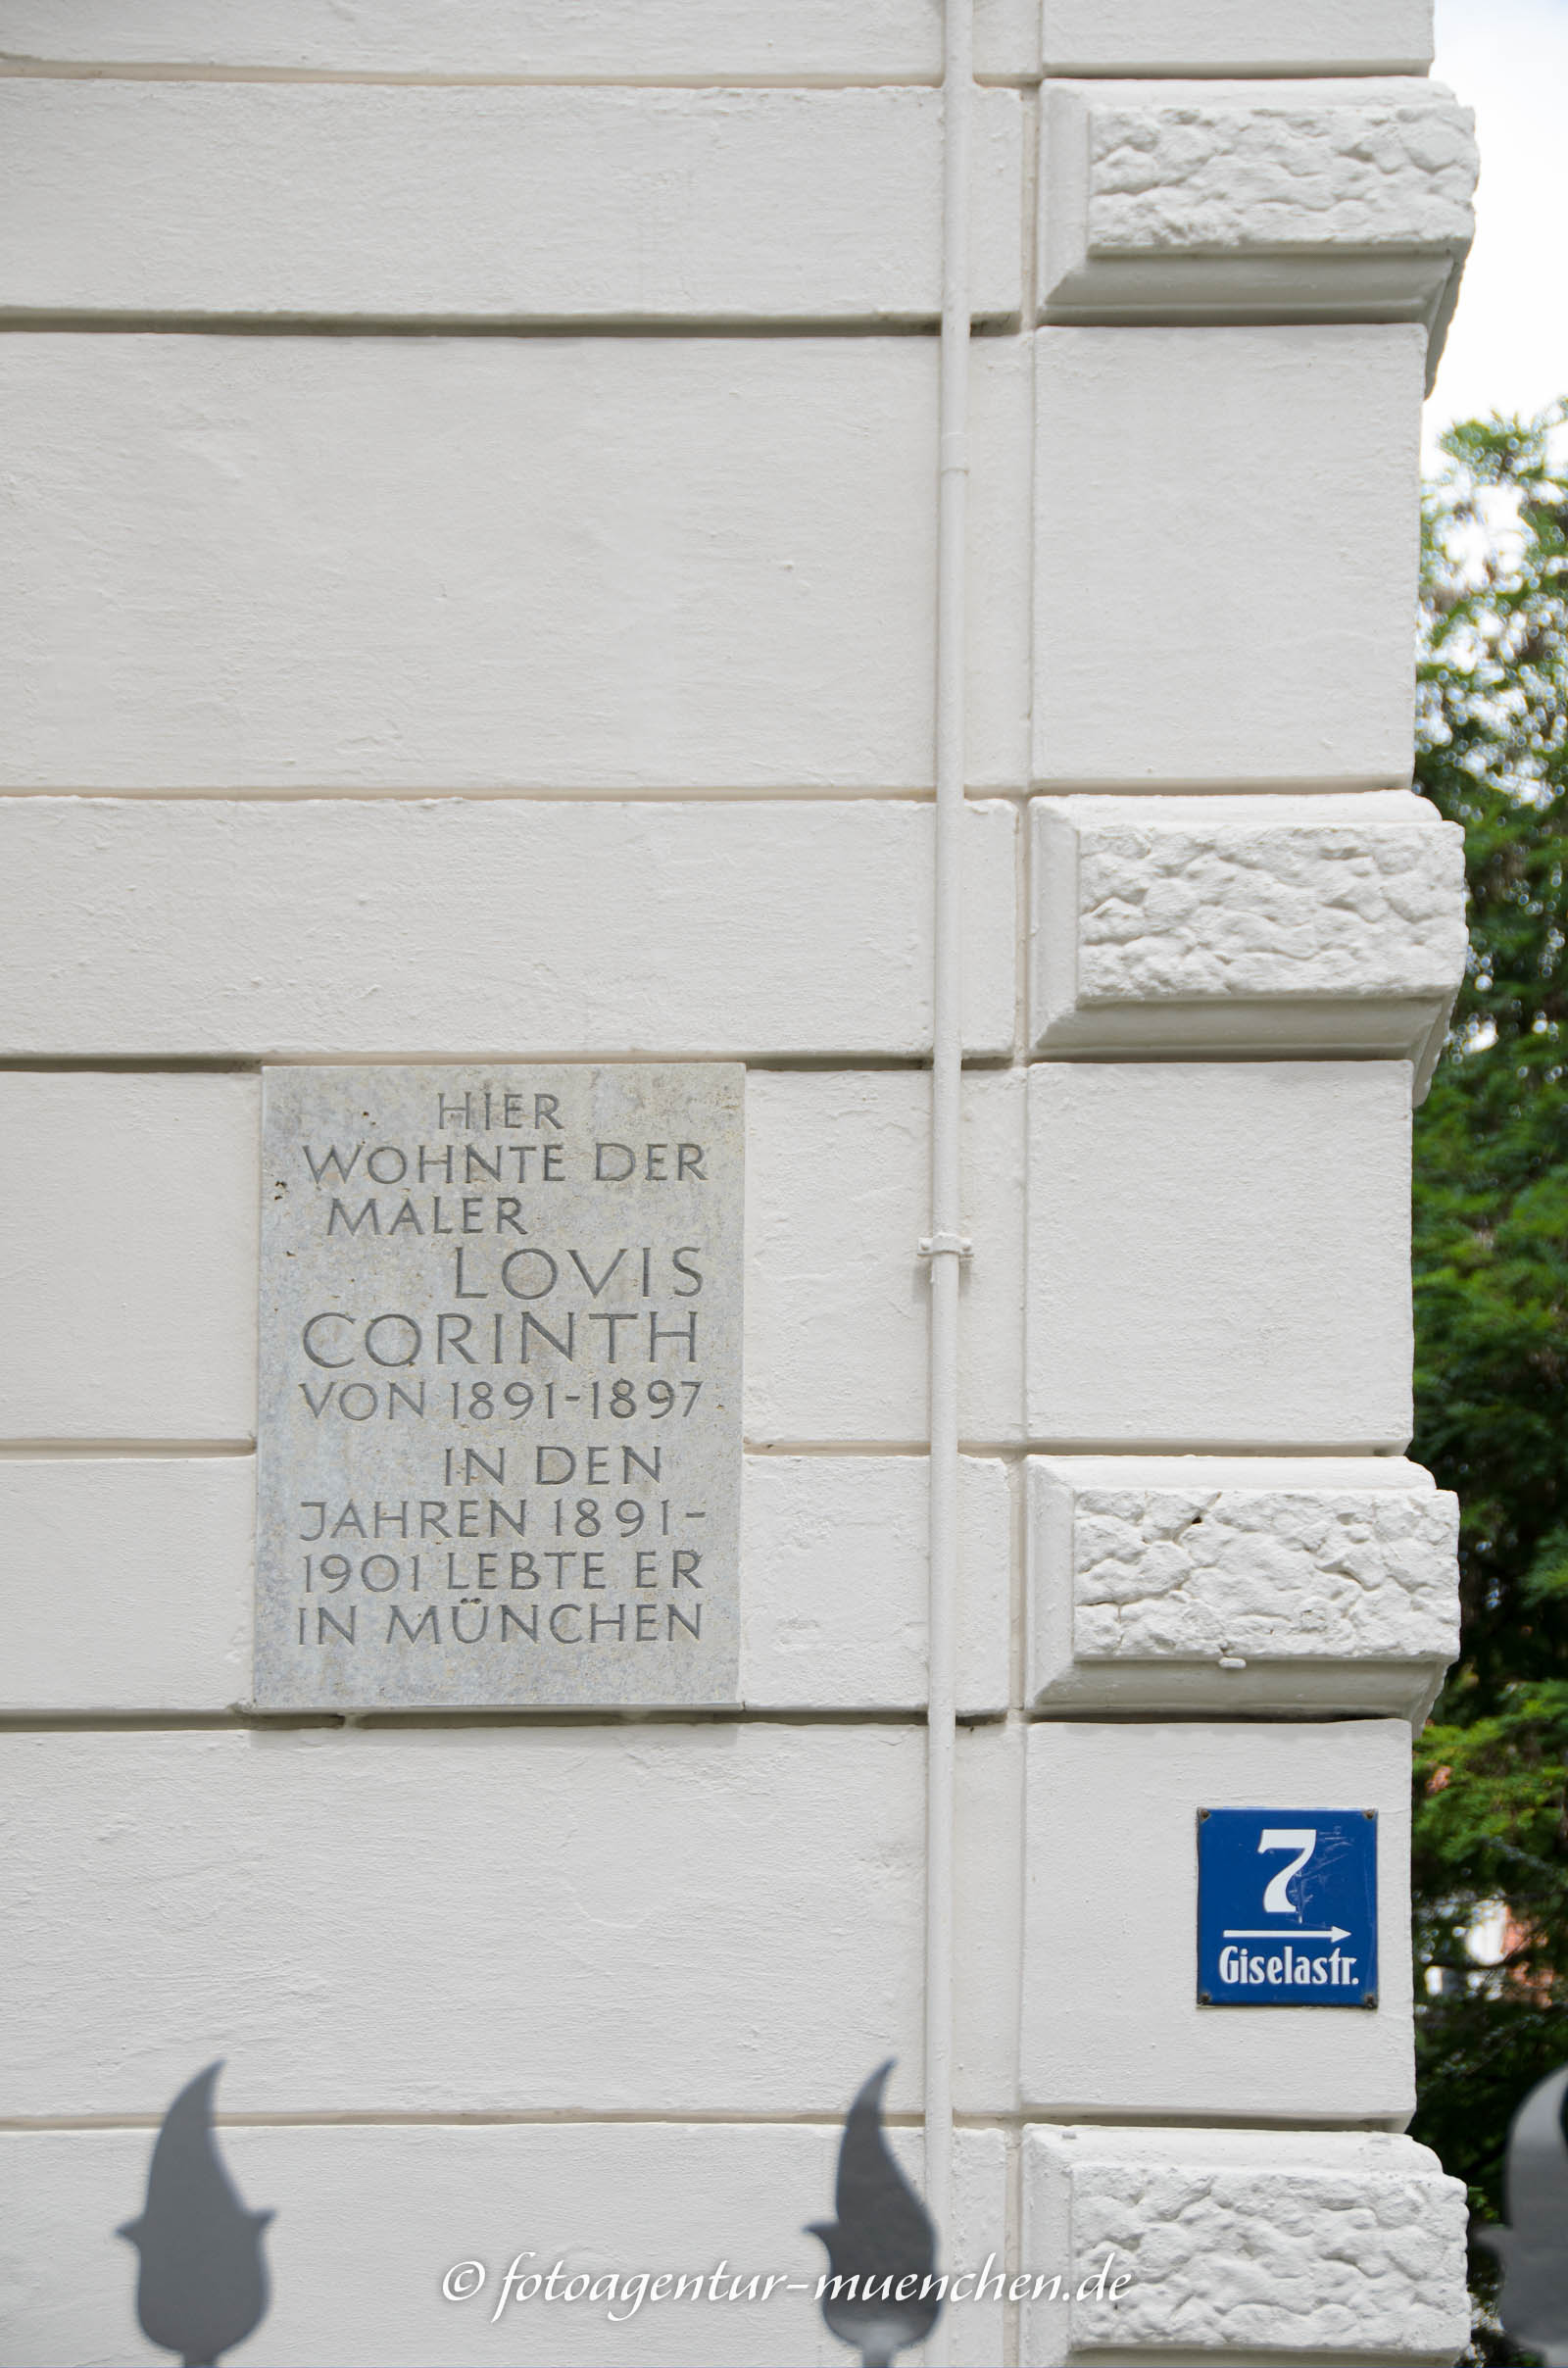 HIER
WOHNTE DER
MALER
LOVIS
CORINTH
VON 1891-1897
IN DEN
JAHREN 1891-
1901 LEBTE ER
IN MÜNCHEN
7
Giselastr.
© fotoagentur-muenchen.de